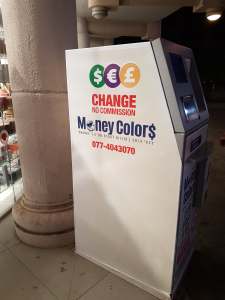 $ € £
CHANGE
NO COMMISSION
Money Color$
077-4043070